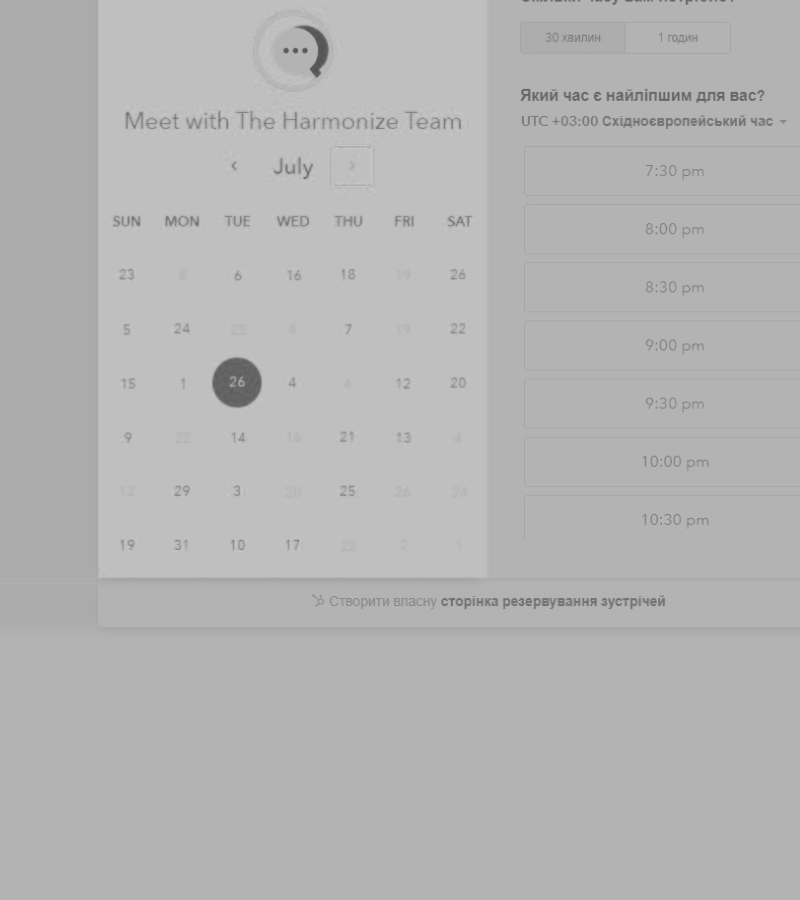 Meet with The Harmonize Team
July
SUN MON TUE WED THU FRI SAT
23 6 6 16 18 19 26
5 24 22 6 7 19 22
15 1 26 4 4 12 20
9 22 14 16 21 13 4
12 29 3 20 25 26 24
19 31 10 17 22 2 1
30 хвилин 1 годин
Який час є найліпшим для вас?
UTC +03:00 Східноєвропейський час
7:30 pm
8:00 pm
8:30 pm
9:00 pm
9:30 pm
10:00 pm
10:30 pm
Створити власну сторінка резервування зустрічей